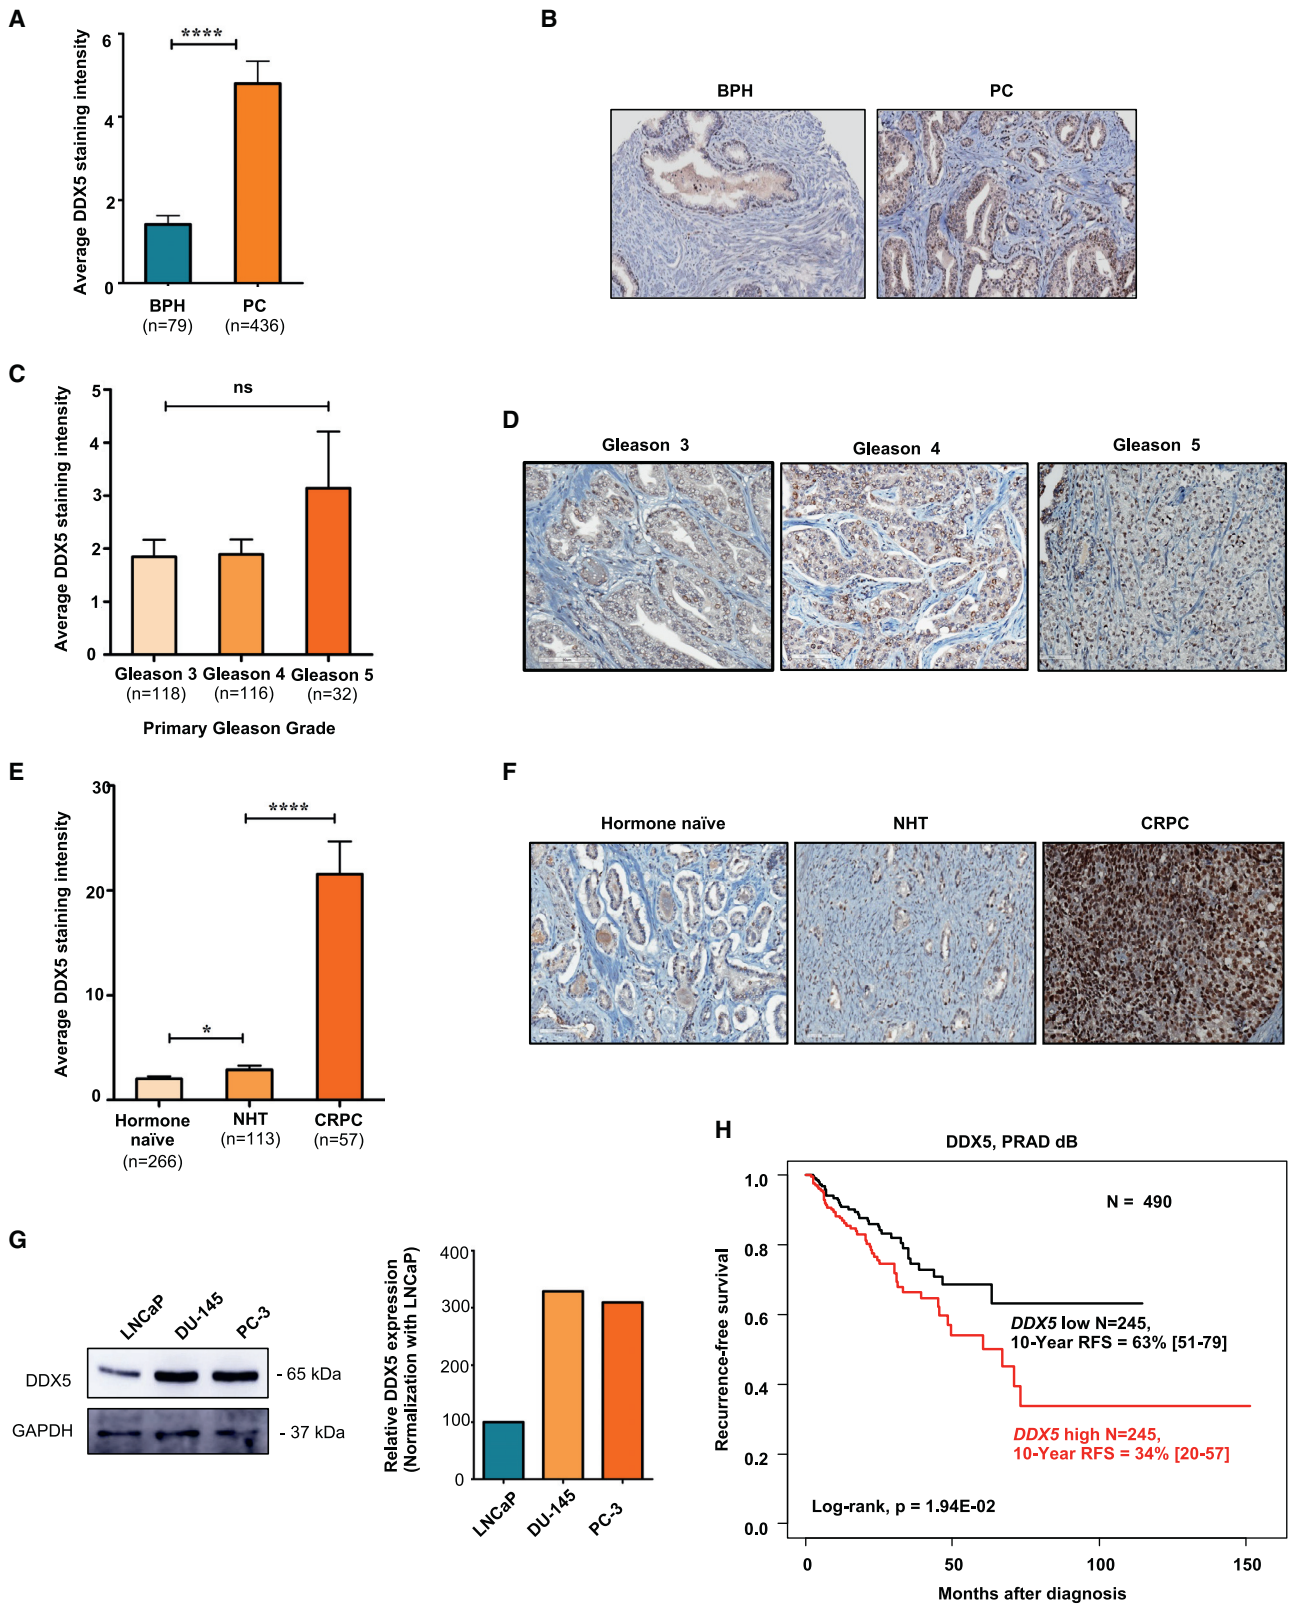 A
Average DDX5 staining intensity
6
4
2
0
****
BPH
(n=79)
PC
(n=436)
B
BPH
PC
C
Average DDX5 staining intensity
5
4
3
2
1
0
ns
Gleason 3
(n=118)
Gleason 4
(n=116)
Gleason 5
(n=32)
Primary Gleason Grade
D
Gleason 3
Gleason 4
Gleason 5
E
Average DDX5 staining intensity
30
20
10
0
*
****
Hormone
naïve
(n=266)
NHT
(n=113)
CRPC
(n=57)
F
Hormone naïve
NHT
CRPC
G
LNCaP
DU-145
PC-3
DDX5
- 65 kDa
GAPDH
- 37 kDa
Relative DDX5 expression
(Normalization with LNCaP)
400
300
200
100
0
LNCaP
DU-145
PC-3
H
DDX5, PRAD dB
Recurrence-free survival
1.0
0.8
0.6
0.4
0.2
0.0
N = 490
DDX5 low N=245,
10-Year RFS = 63% [51-79]
DDX5 high N=245,
10-Year RFS = 34% [20-57]
Log-rank, p = 1.94E-02
0
50
100
150
Months after diagnosis